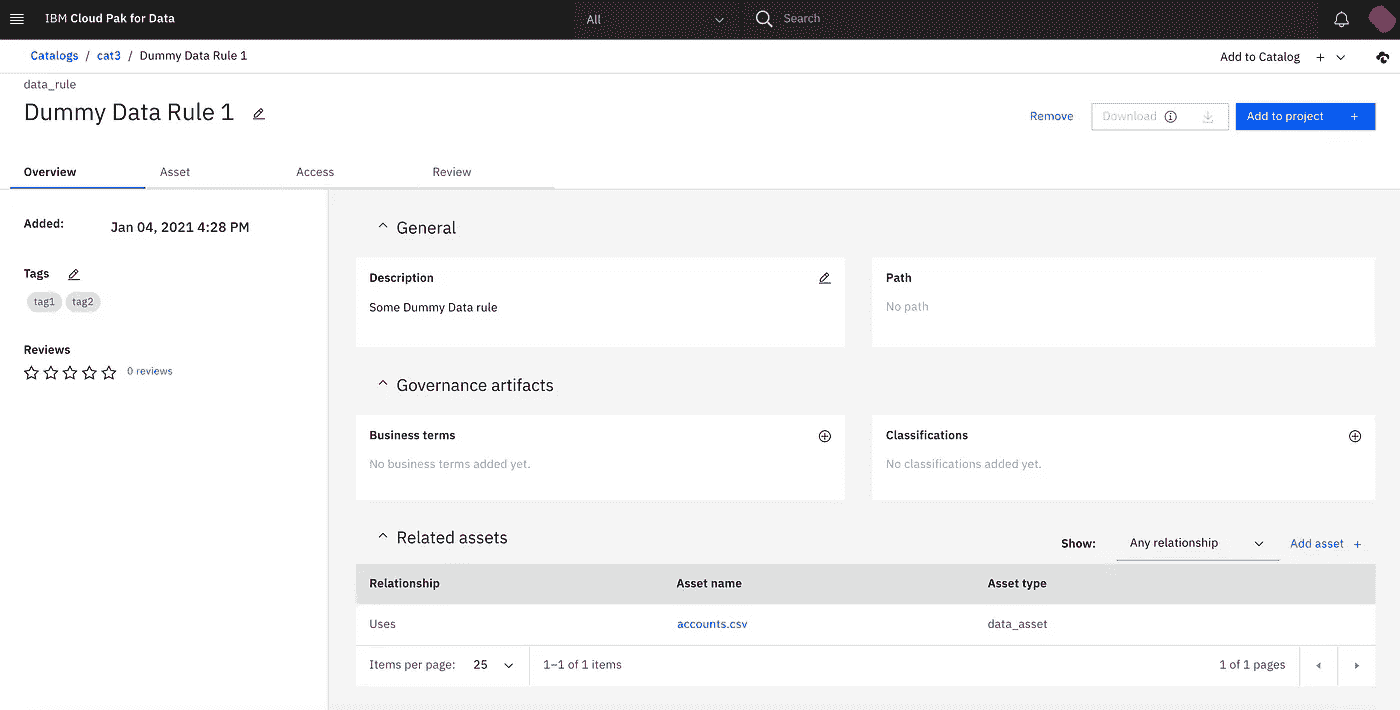 IBM Cloud Pak for Data
All
Search
Catalogs / cat3 / Dummy Data Rule 1
Add to Catalog +
data_rule
Dummy Data Rule 1
Remove
Download
Add to project +
Overview
Asset
Access
Review
Added: Jan 04, 2021 4:28 PM
Tags
tag1 tag2
Reviews
0 reviews
General
Description
Some Dummy Data rule
Path
No path
Governance artifacts
Business terms
No business terms added yet.
Classifications
No classifications added yet.
Related assets
Show: Any relationship
Add asset +
Relationship Asset name Asset type
Uses accounts.csv data_asset
Items per page: 25 1–1 of 1 items 1 of 1 pages